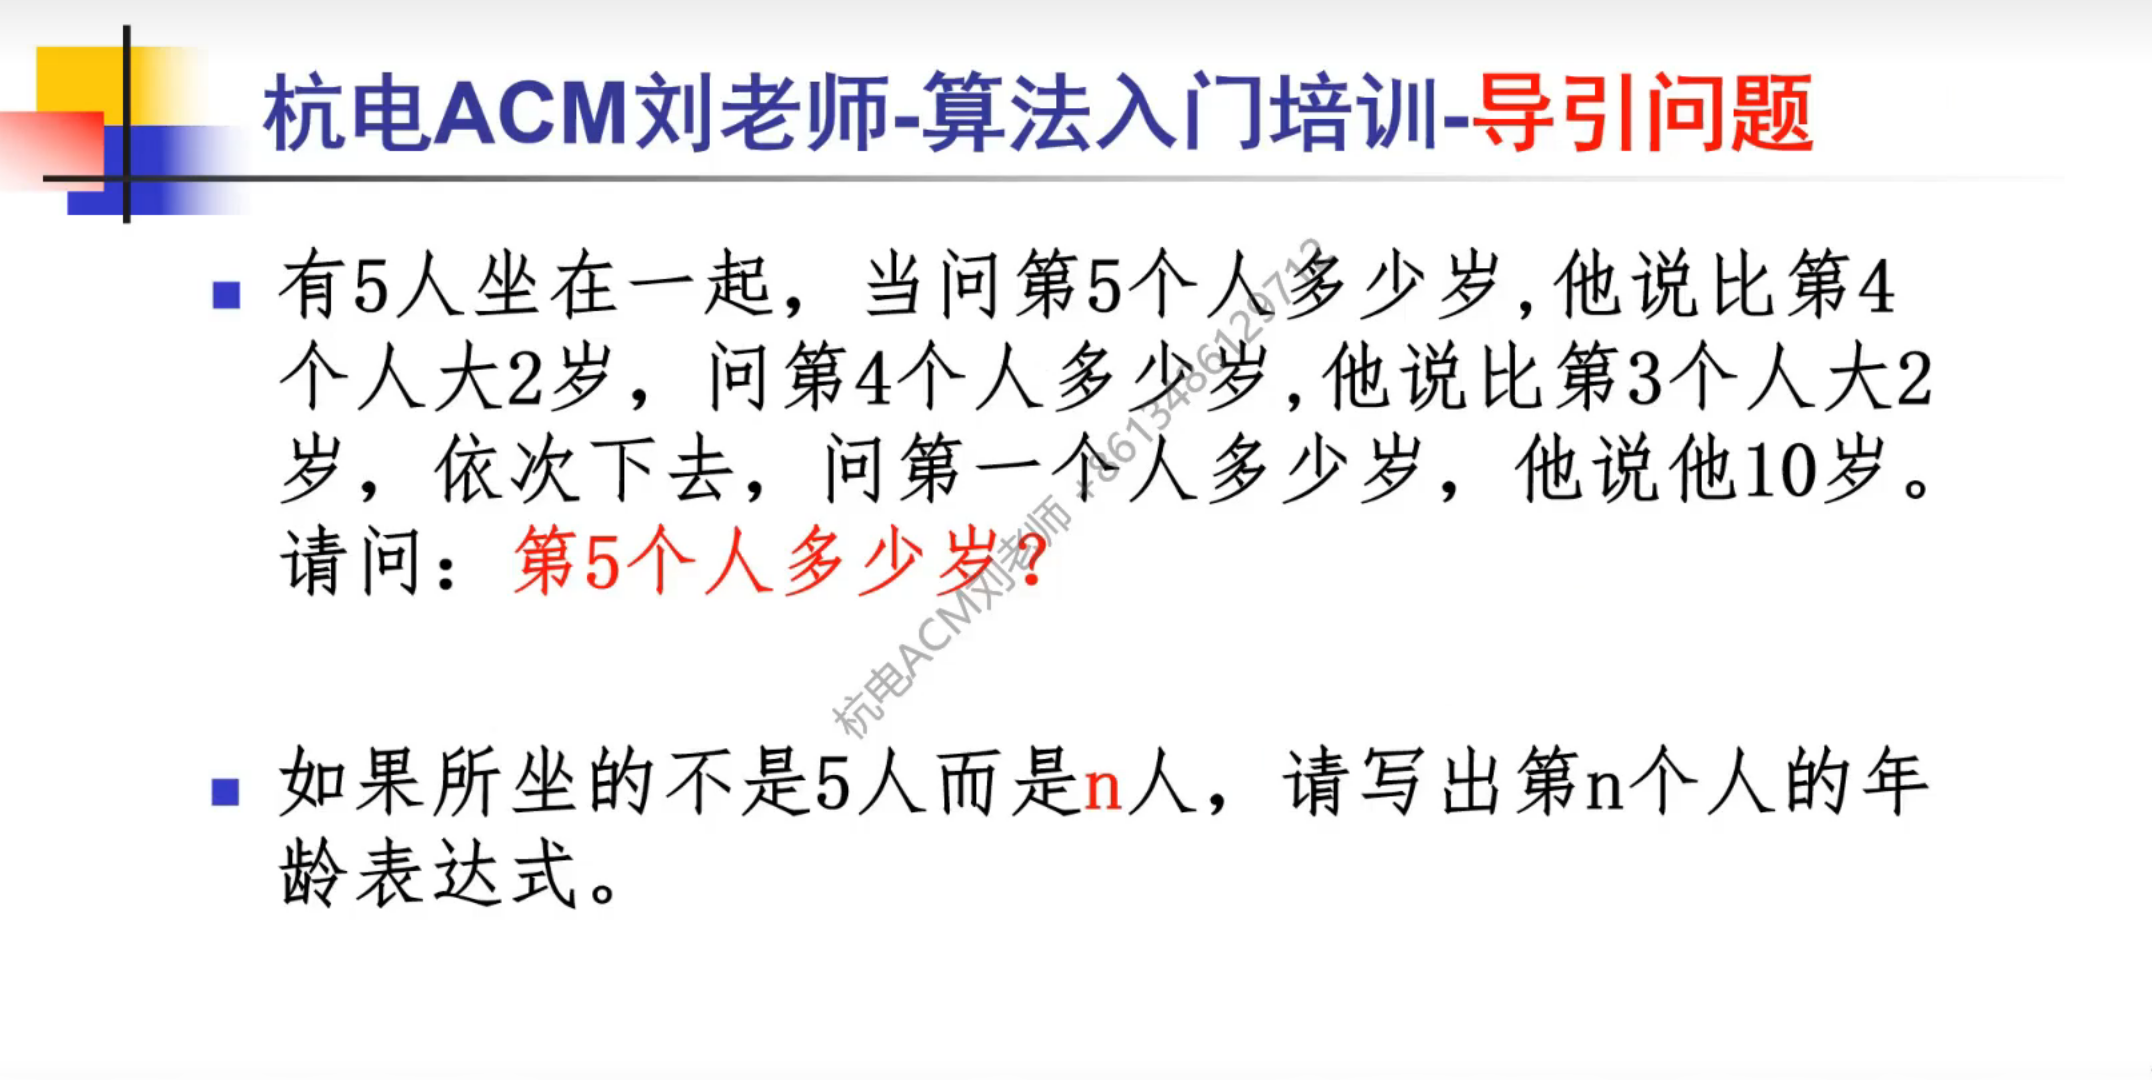 杭电ACM刘老师-算法入门培训-导引问题
有5人坐在一起，当问第5个人多少岁,他说比第4
个人大2岁，问第4个人多少岁,他说比第3个人大2
岁，依次下去，问第一个人多少岁，他说他10岁。
请问：第5个人多少岁?
如果所坐的不是5人而是n人，请写出第n个人的年
龄表达式。
杭电ACM刘老师 +8613486129712